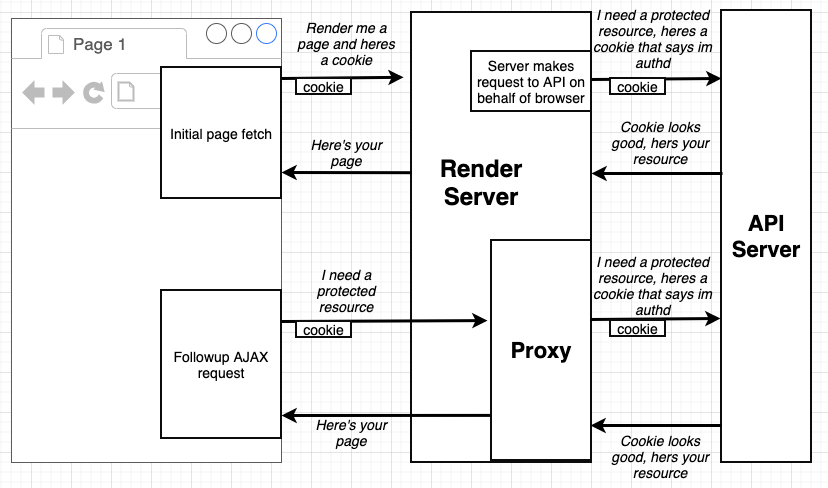 Page 1
Render me a
page and heres
a cookie
cookie
Initial page fetch
Here's your
page
Server makes
request to API on
behalf of browser
Render
Server
I need a protected
resource, heres a
cookie that says im
authd
cookie
Cookie looks
good, hers your
resource
API
Server
I need a
protected
resource
cookie
Followup AJAX
request
Here's your
page
Proxy
I need a protected
resource, heres a
cookie that says im
authd
cookie
Cookie looks
good, hers your
resource